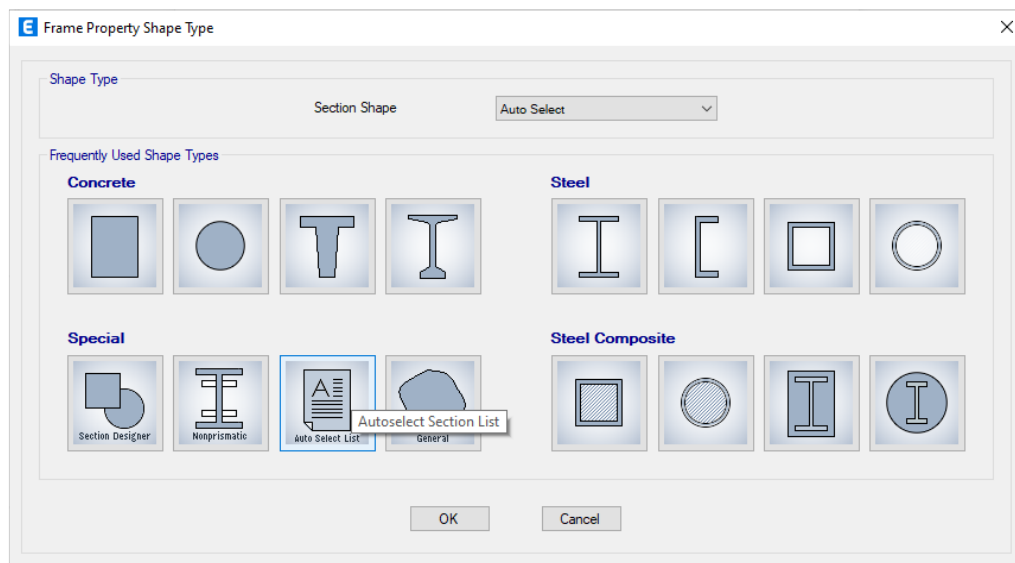 E Frame Property Shape Type
Shape Type
Section Shape
Auto Select
Frequently Used Shape Types
Concrete
Steel
Special
Steel Composite
Section Designer
Nonprismatic
A
Auto Select List
Autoselect Section List
General
OK
Cancel